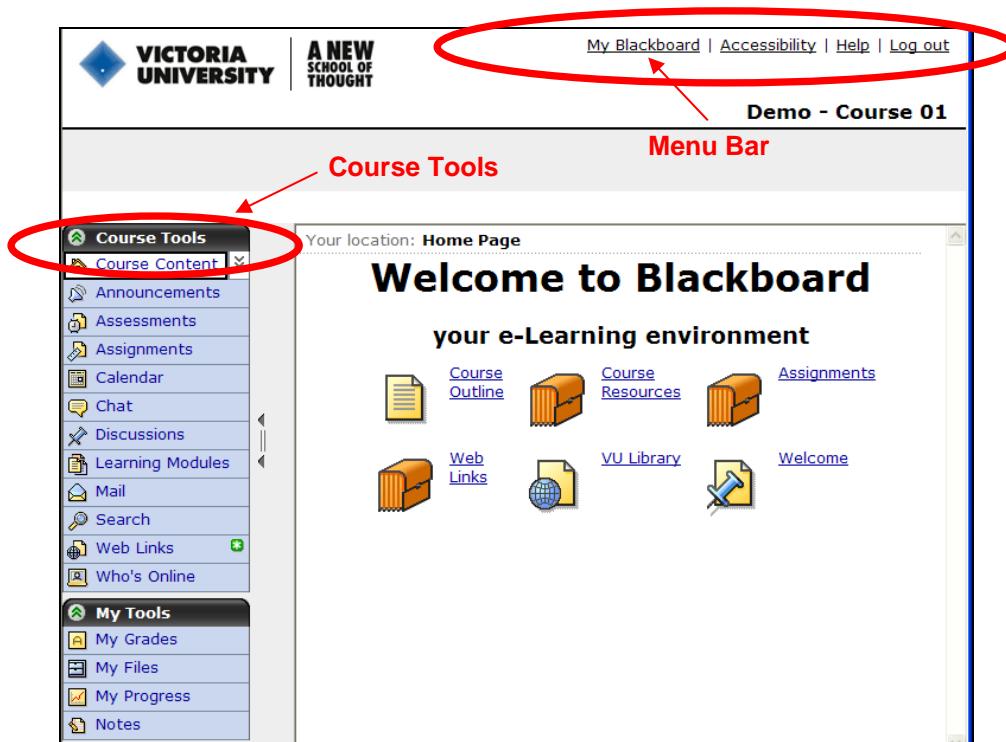 VICTORIA
UNIVERSITY
A NEW
SCHOOL OF
THOUGHT
My Blackboard | Accessibility | Help | Log out
Demo - Course 01
Menu Bar
Course Tools
Course Tools
Course Content
Announcements
Assessments
Assignments
Calendar
Chat
Discussions
Learning Modules
Mail
Search
Web Links
Who's Online
My Tools
My Grades
My Files
My Progress
Notes
Your location: Home Page
Welcome to Blackboard
your e-Learning environment
Course
Outline
Course
Resources
Assignments
Web
Links
VU Library
Welcome